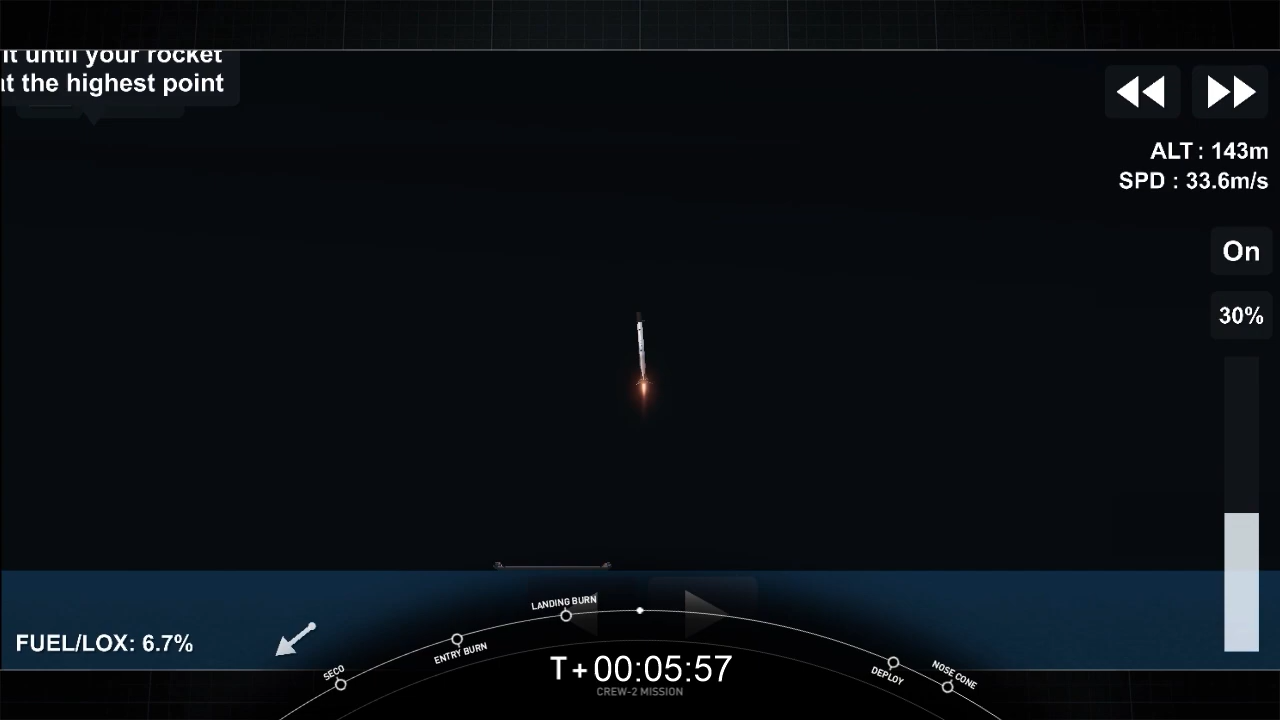 it until your rocket
at the highest point
ALT : 143m
SPD : 33.6m/s
On
30%
LANDING BURN
ENTRY BURN
SECO
DEPLOY
NOSE CONE
FUEL/LOX: 6.7%
T+00:05:57
CREW-2 MISSION